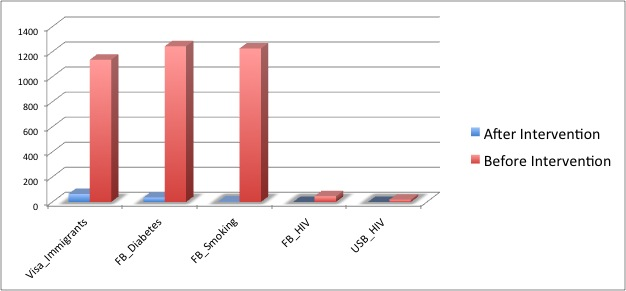 1400
1200
1000
800
600
400
200
0
Visa_Immigrants
FB_Diabetes
FB_Smoking
FB_HIV
USB_HIV
After Intervention
Before Intervention